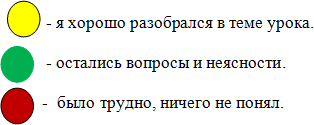 - я хорошо разобрался в теме урока.
- остались вопросы и неясности.
- было трудно, ничего не понял.